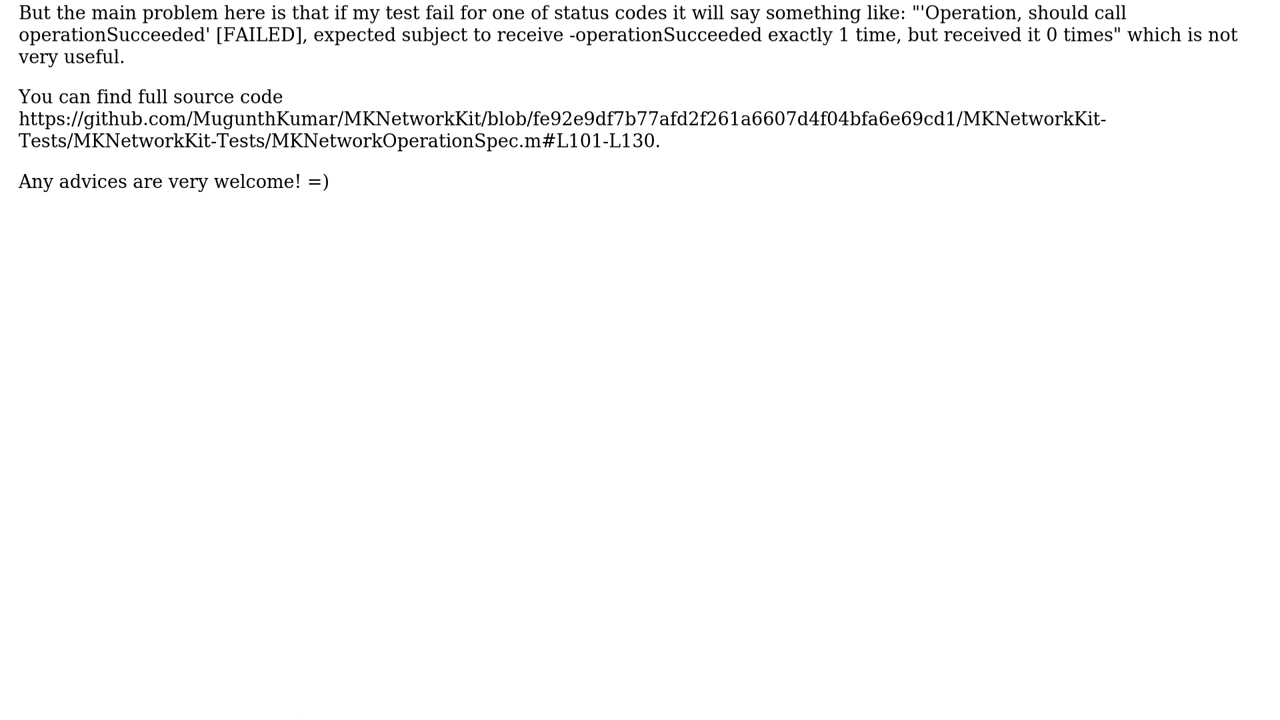 But the main problem here is that if my test fail for one of status codes it will say something like: "'Operation, should call
operationSucceeded' [FAILED], expected subject to receive -operationSucceeded exactly 1 time, but received it 0 times" which is not
very useful.
You can find full source code
https://github.com/MugunthKumar/MKNetworkKit/blob/fe92e9df7b77afd2f261a6607d4f04bfa6e69cd1/MKNetworkKit-
Tests/MKNetworkKit-Tests/MKNetworkOperationSpec.m#L101-L130.
Any advices are very welcome! =)